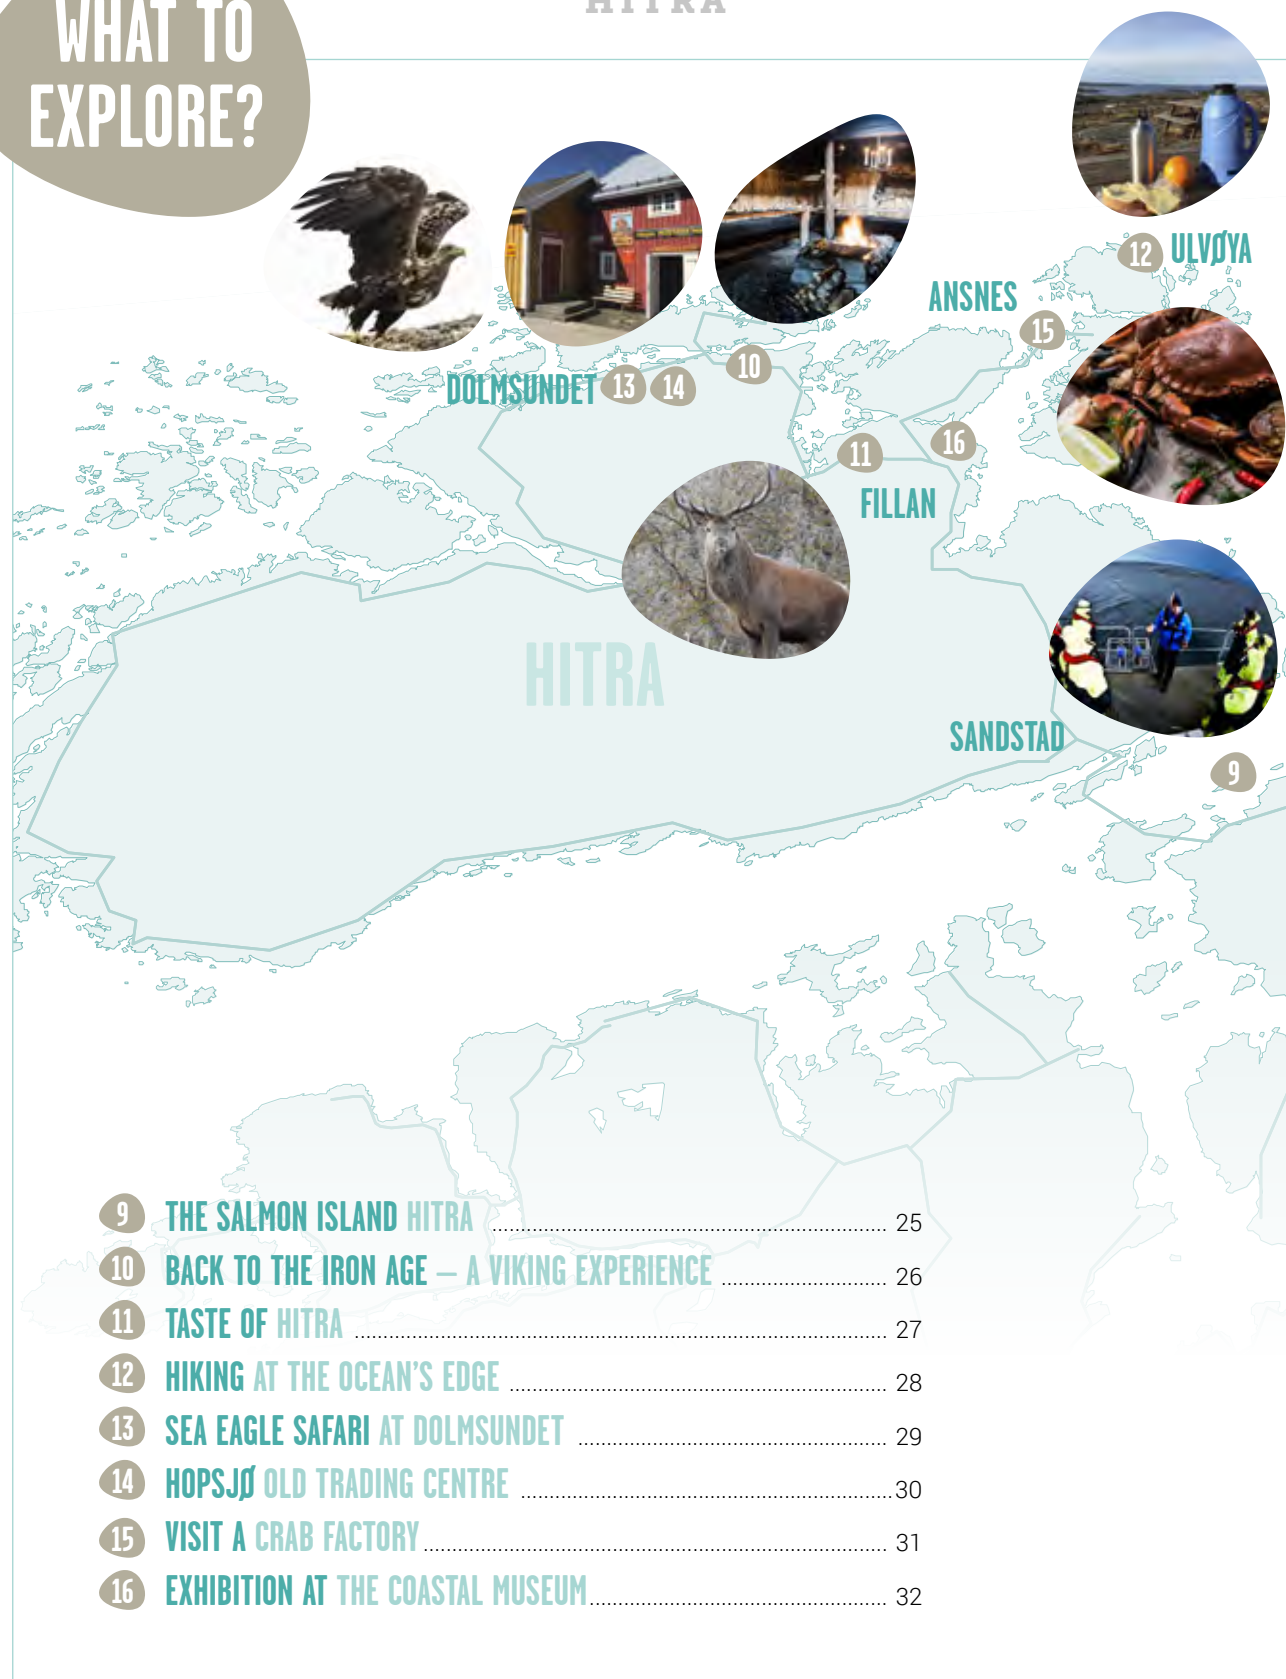 HITRA
WHAT TO
EXPLORE?
12 ULVØYA
ANSNES
15
10
DOLMSUNDET 13 14
11
16
FILLAN
HITRA
SANDSTAD
9
9 THE SALMON ISLAND HITRA 25
10 BACK TO THE IRON AGE – A VIKING EXPERIENCE 26
11 TASTE OF HITRA 27
12 HIKING AT THE OCEAN'S EDGE 28
13 SEA EAGLE SAFARI AT DOLMSUNDET 29
14 HOPSJØ OLD TRADING CENTRE 30
15 VISIT A CRAB FACTORY 31
16 EXHIBITION AT THE COASTAL MUSEUM 32